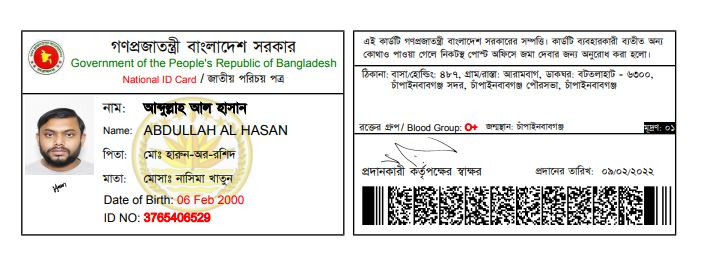 গণপ্রজাতন্ত্রী বাংলাদেশ সরকার
Government of the People's Republic of Bangladesh
National ID Card / জাতীয় পরিচয় পত্র
নাম: আব্দুল্লাহ আল হাসান
Name: ABDULLAH AL HASAN
পিতা: মোঃ হারুন-অর-রশিদ
মাতা: মোসাঃ নাসিমা খাতুন
Date of Birth: 06 Feb 2000
ID NO: 3765406529
এই কার্ডটি গণপ্রজাতন্ত্রী বাংলাদেশ সরকারের সম্পত্তি। কার্ডটি ব্যবহারকারী ব্যতীত অন্য
কোথাও পাওয়া গেলে নিকটস্থ পোস্ট অফিসে জমা দেবার জন্য অনুরোধ করা হলো।
ঠিকানা: বাসা/হোল্ডিং: ৪৮৭, গ্রাম/রাস্তা: আরামবাগ, ডাকঘর: বটতলাহাট - ৬৩০০,
চাঁপাইনবাবগঞ্জ সদর, চাঁপাইনবাবগঞ্জ পৌরসভা, চাঁপাইনবাবগঞ্জ
রক্তের গ্রুপ/ Blood Group: O+ জন্মস্থান: চাঁপাইনবাবগঞ্জ মুদ্রণ: ০১
প্রদানকারী কর্তৃপক্ষের স্বাক্ষর প্রদানের তারিখ: ০৯/০২/২০২২